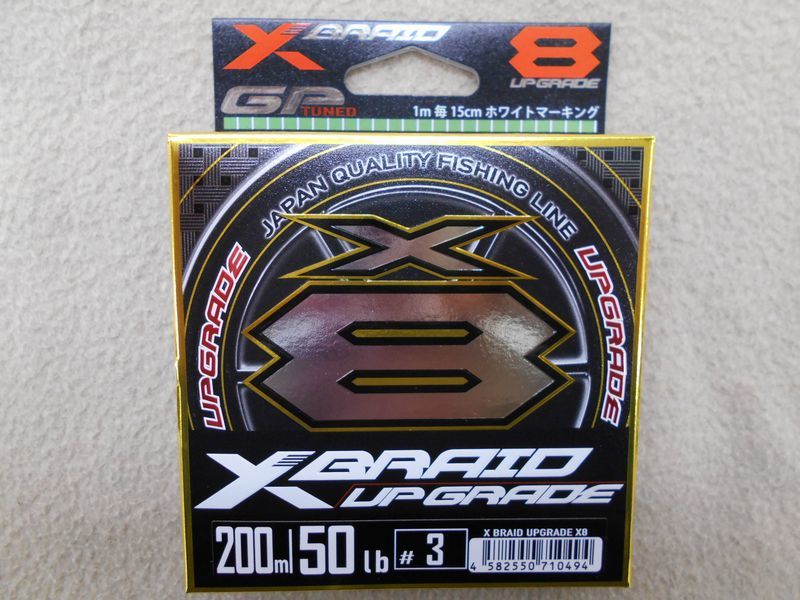 X BRAID
8
UPGRADE
GP
TUNED
1m 毎 15cm ホワイトマーキング
JAPAN QUALITY FISHING LINE
UPGRADE
UPGRADE
X
8
XBRAID
UPGRADE
200m 50 lb # 3
X BRAID UPGRADE X8
4 582550 710494